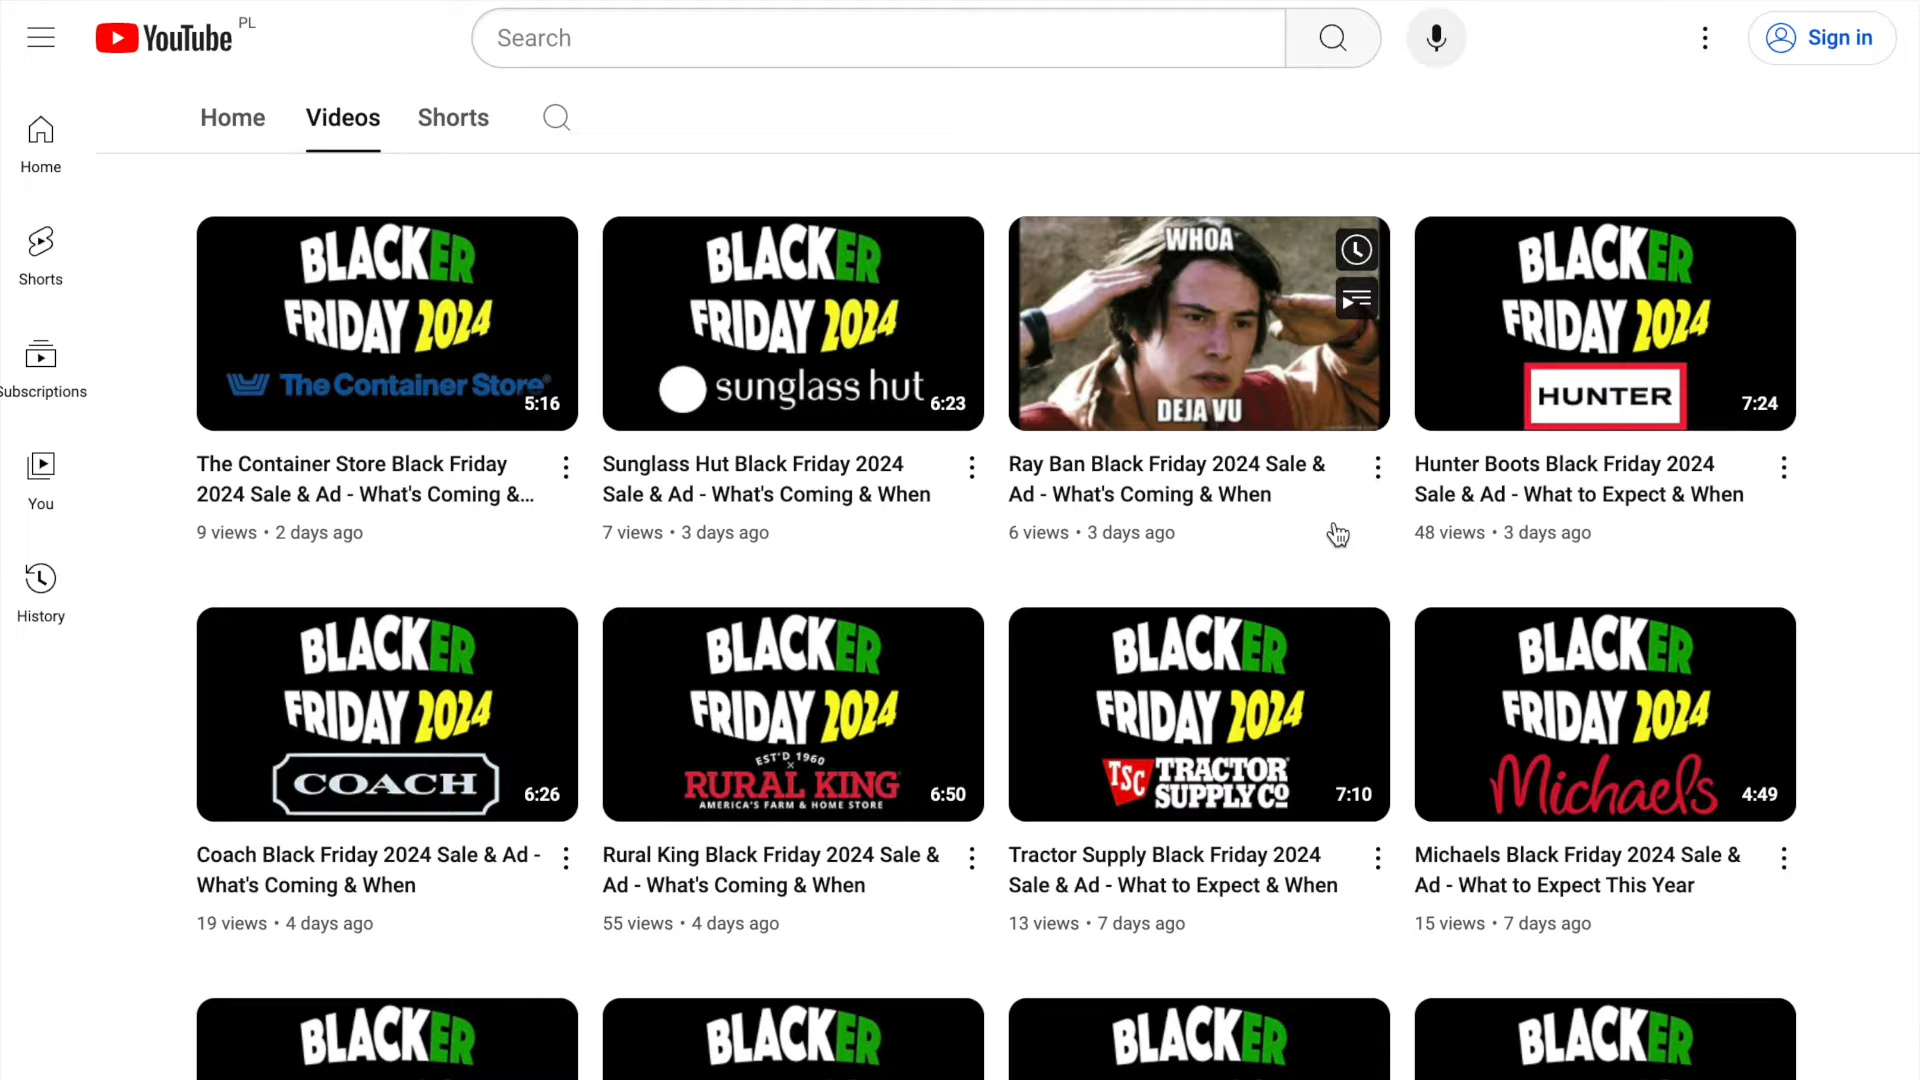 YouTube PL
Search
Sign in
Home Videos Shorts
Home
Shorts
Subscriptions
You
History
BLACKER
FRIDAY 2024
The Container Store®
5:16
BLACKER
FRIDAY 2024
sunglass hut
6:23
WHOA
DEJA VU
BLACKER
FRIDAY 2024
HUNTER
7:24
The Container Store Black Friday
2024 Sale & Ad - What's Coming &...
9 views • 2 days ago
Sunglass Hut Black Friday 2024
Sale & Ad - What's Coming & When
7 views • 3 days ago
Ray Ban Black Friday 2024 Sale &
Ad - What's Coming & When
6 views • 3 days ago
Hunter Boots Black Friday 2024
Sale & Ad - What to Expect & When
48 views • 3 days ago
BLACKER
FRIDAY 2024
COACH
6:26
BLACKER
FRIDAY 2024
EST'D 1960
RURAL KING
AMERICA'S FARM & HOME STORE
6:50
BLACKER
FRIDAY 2024
TSC TRACTOR
SUPPLY CO
7:10
BLACKER
FRIDAY 2024
Michaels
4:49
Coach Black Friday 2024 Sale & Ad -
What's Coming & When
19 views • 4 days ago
Rural King Black Friday 2024 Sale &
Ad - What's Coming & When
55 views • 4 days ago
Tractor Supply Black Friday 2024
Sale & Ad - What to Expect & When
13 views • 7 days ago
Michaels Black Friday 2024 Sale &
Ad - What to Expect This Year
15 views • 7 days ago
BLACKER
BLACKER
BLACKER
BLACKER